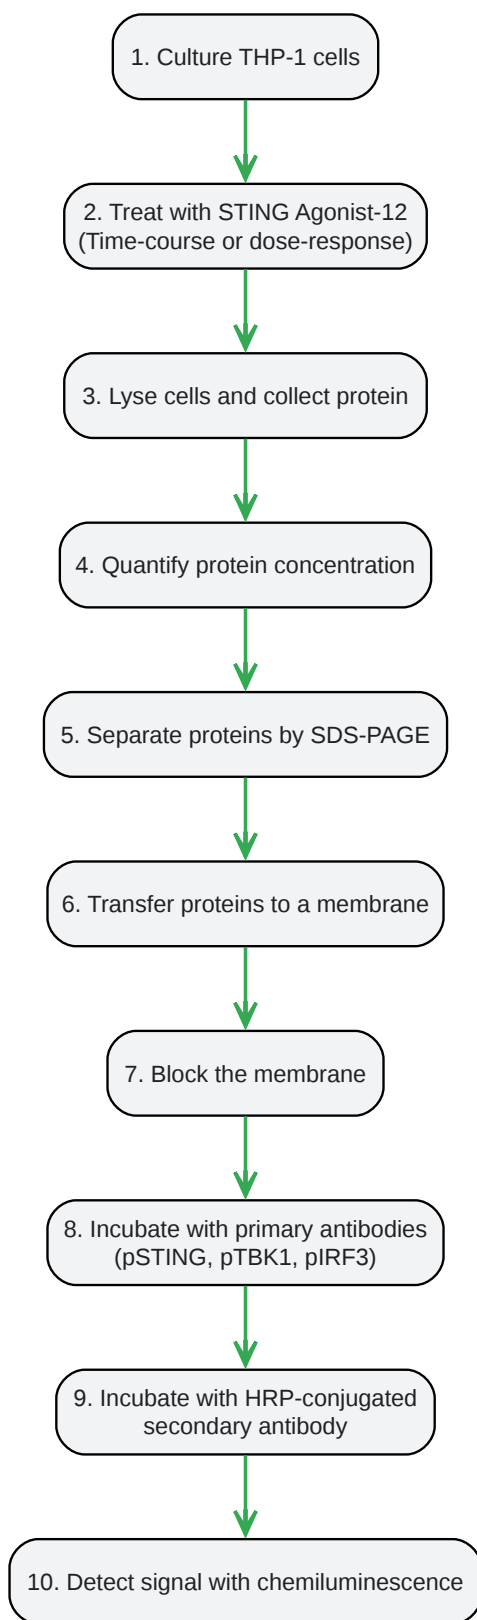 1. Culture THP-1 cells
2. Treat with STING Agonist-12
(Time-course or dose-response)
3. Lyse cells and collect protein
4. Quantify protein concentration
5. Separate proteins by SDS-PAGE
6. Transfer proteins to a membrane
7. Block the membrane
8. Incubate with primary antibodies
(pSTING, pTBK1, pIRF3)
9. Incubate with HRP-conjugated
secondary antibody
10. Detect signal with chemiluminescence